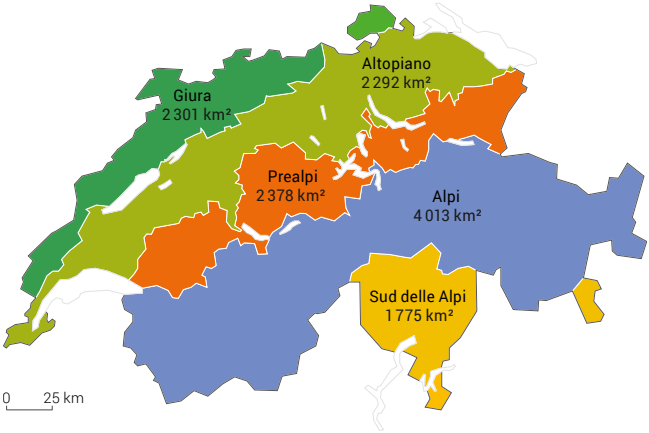 Altopiano
2 292 km²
Giura
2 301 km²
Prealpi
2 378 km²
Alpi
4 013 km²
Sud delle Alpi
1 775 km²
0 25 km